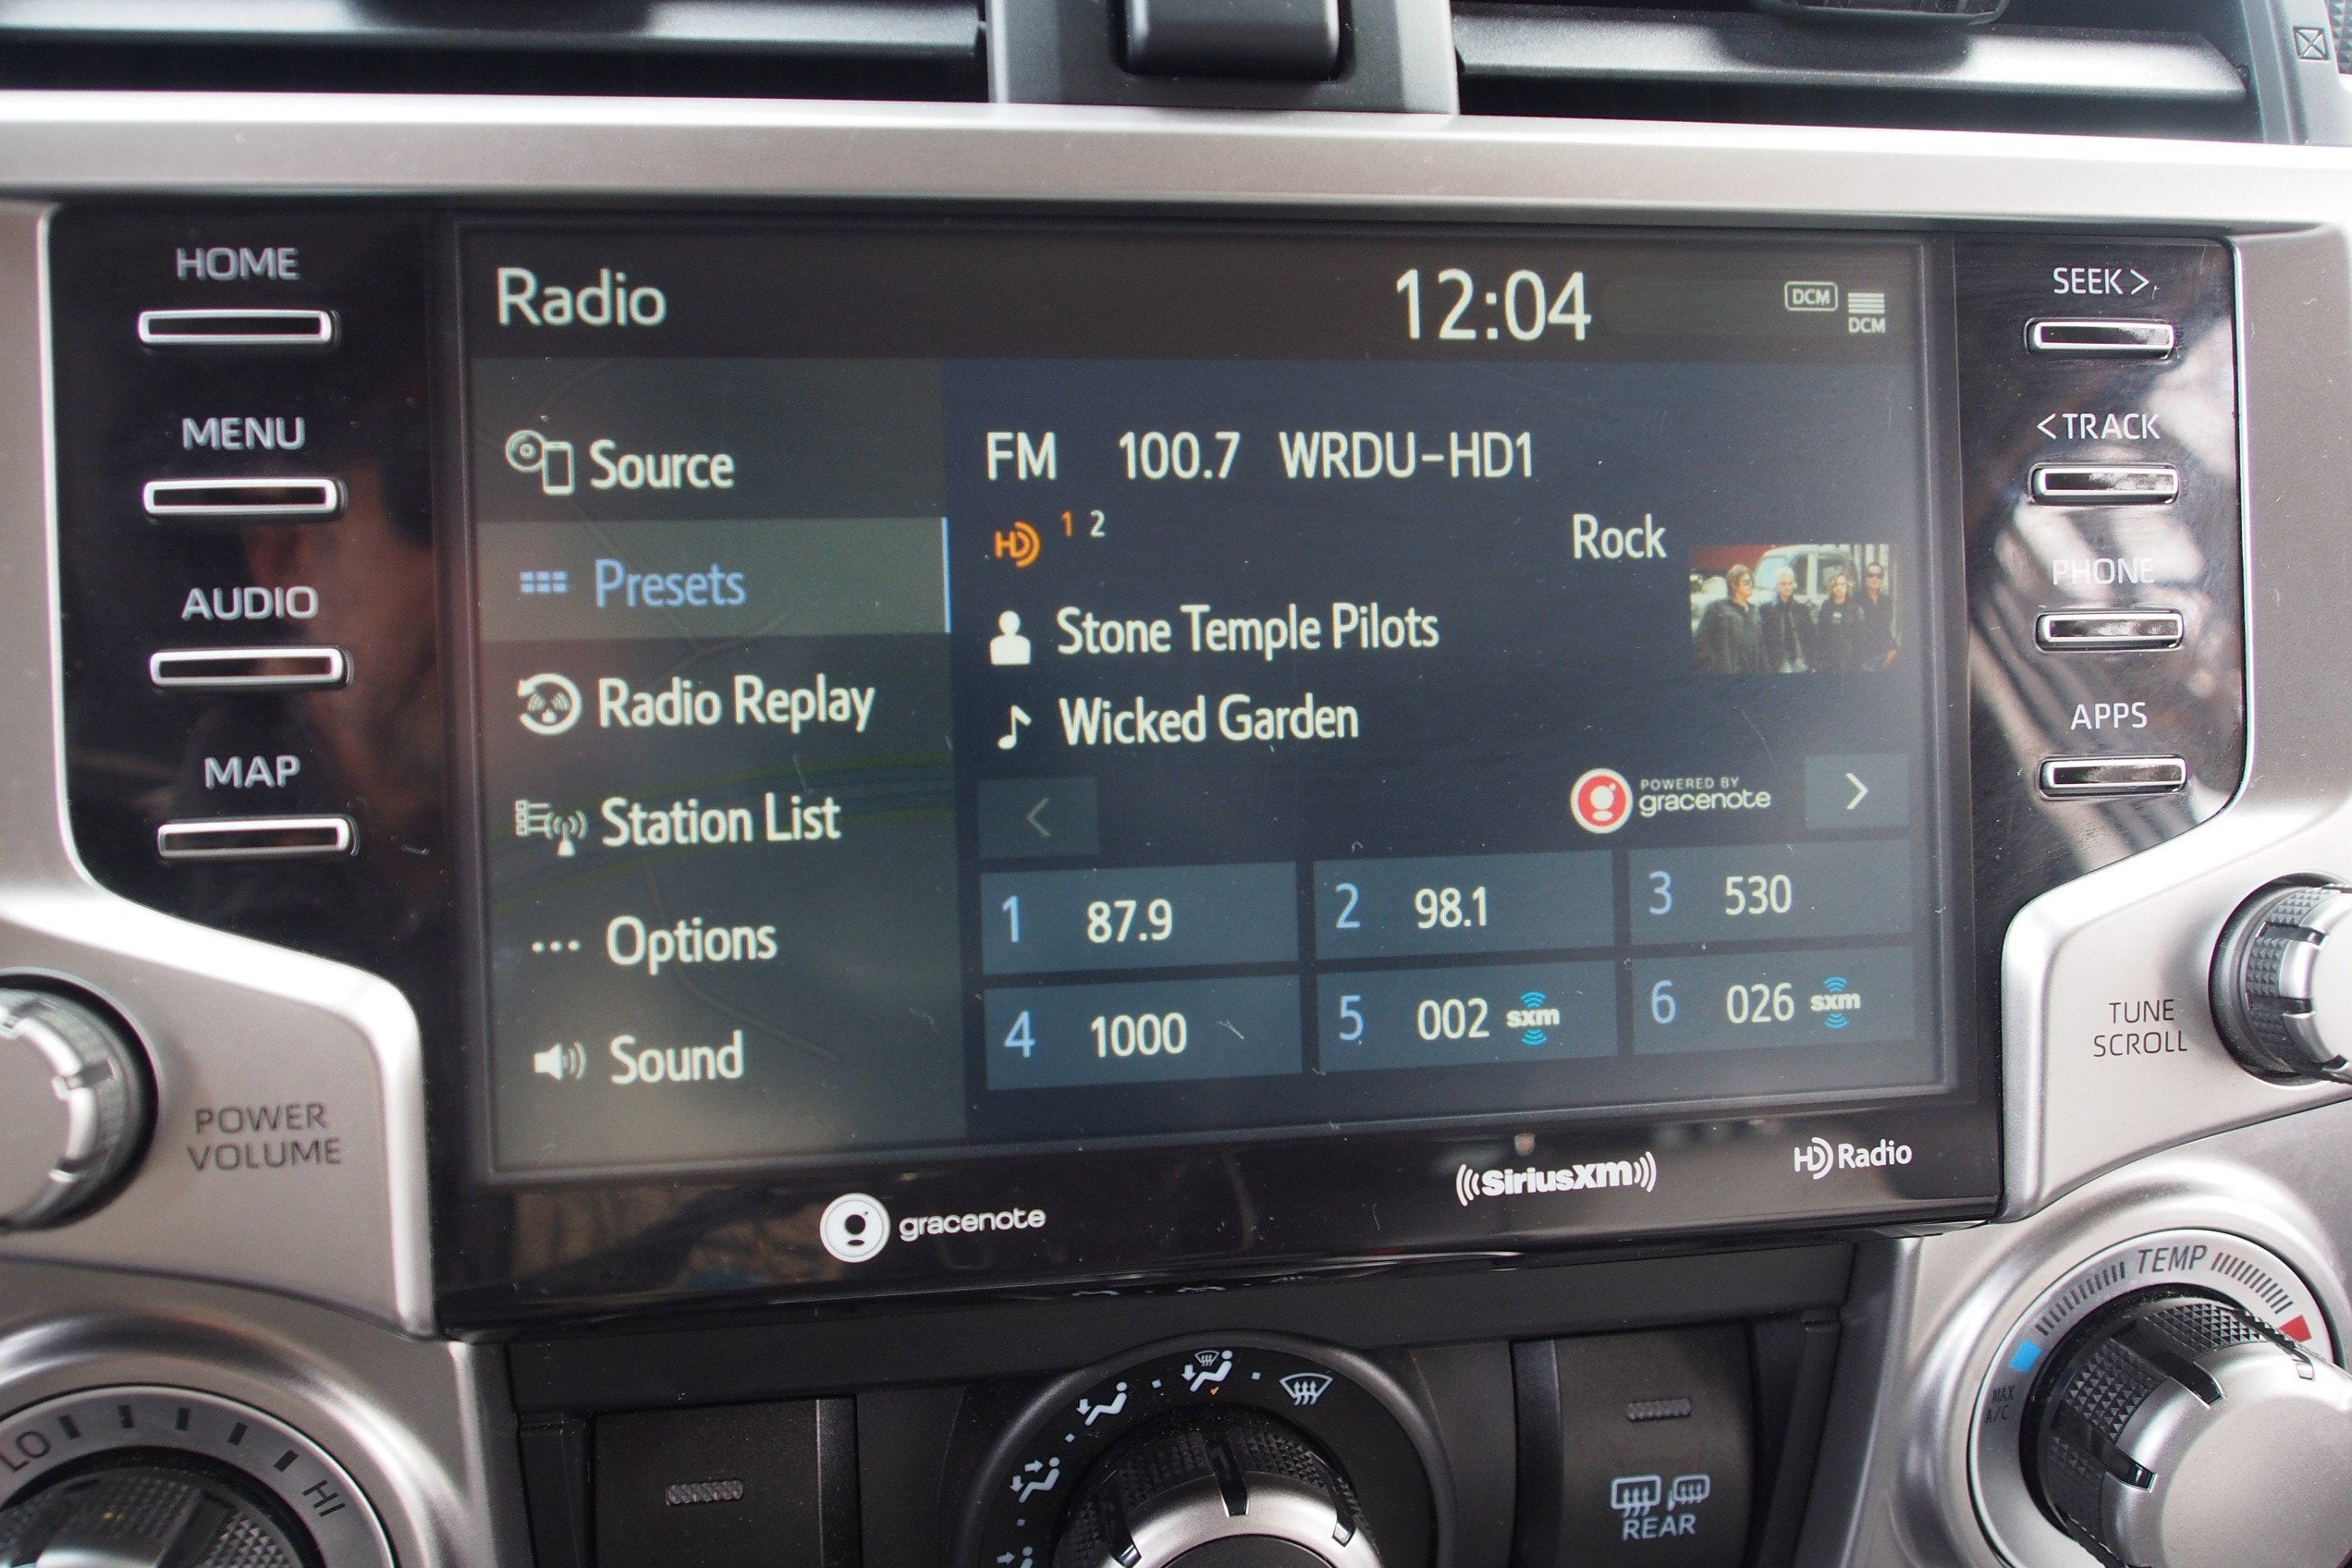 HOME
MENU
AUDIO
MAP
POWER
VOLUME
Radio
12:04
DCM
DCM
Source
Presets
Radio Replay
Station List
Options
Sound
FM 100.7 WRDU-HD1
HD 1 2
Rock
Stone Temple Pilots
Wicked Garden
<
POWERED BY
gracenote
>
1 87.9
2 98.1
3 530
4 1000
5 002 sxm
6 026 sxm
SEEK >
< TRACK
PHONE
APPS
TUNE
SCROLL
gracenote
((SiriusXM))
HD Radio
LO
HI
REAR
TEMP
MAX
A/C